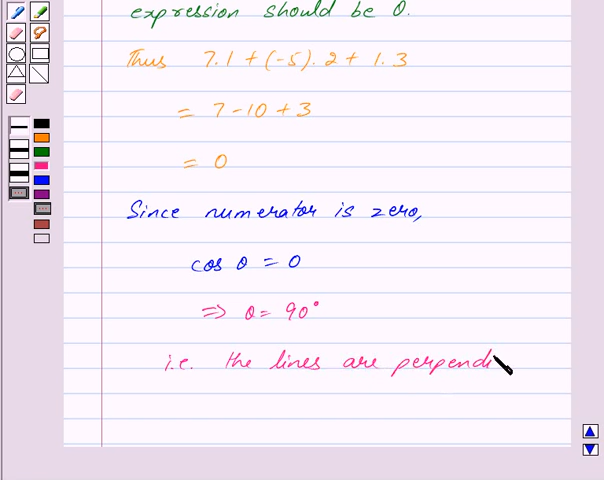 expression should be 0.
Thus 7.1 + (-5).2 + 1.3
= 7-10+3
= 0
Since numerator is zero,
cos θ = 0
⇒ θ = 90°
i.e. the lines are perpendi